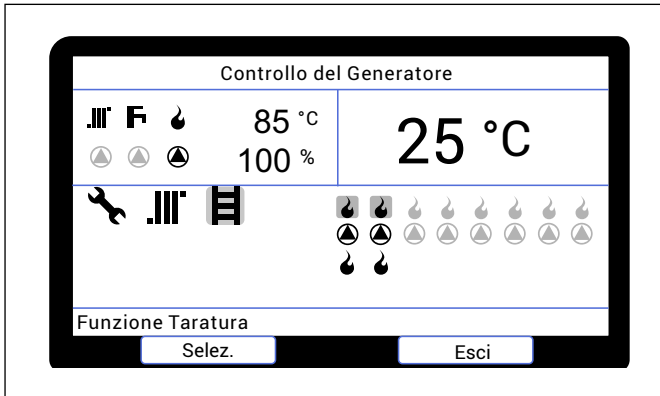 Controllo del Generatore
85 °C
100 %
25 °C
Funzione Taratura
Selez.
Esci